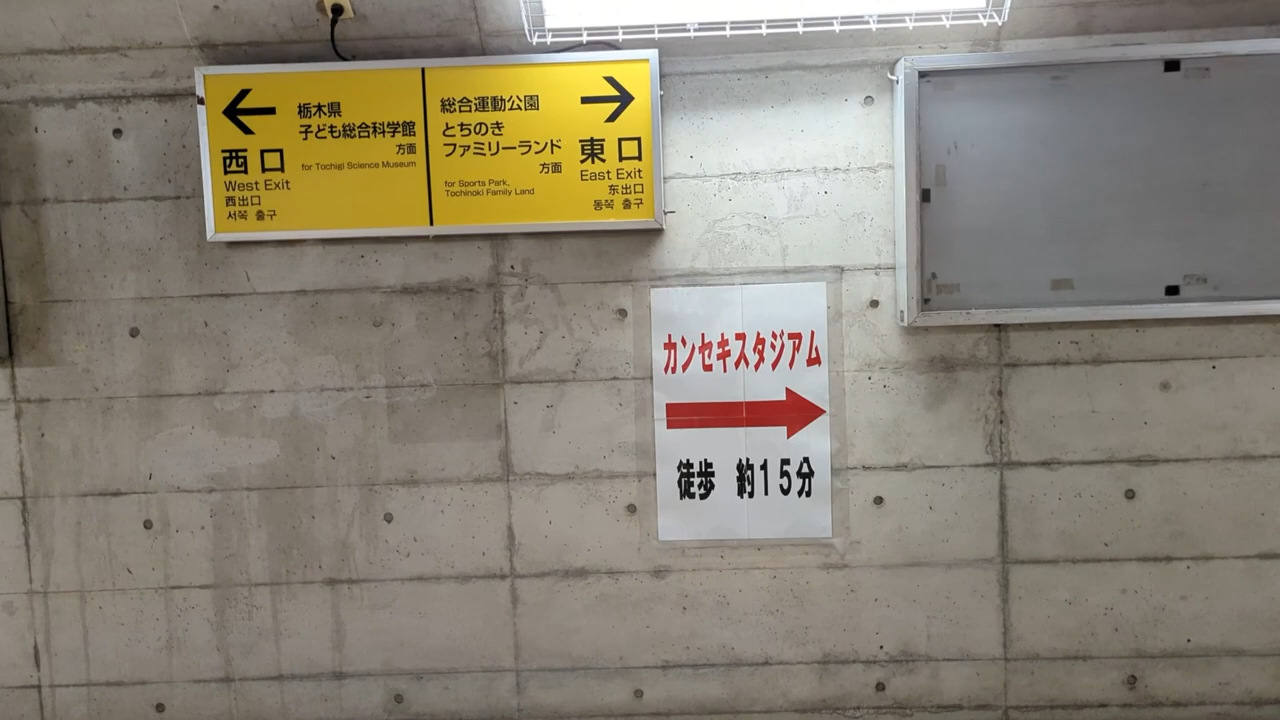 栃木県
子ども総合科学館
方面
for Tochigi Science Museum
西口
West Exit
西出口
서쪽 출구
総合運動公園
とちのき
ファミリーランド
方面
for Sports Park,
Tochinoki Family Land
東口
East Exit
东出口
동쪽 출구
カンセキスタジアム
徒歩 約15分